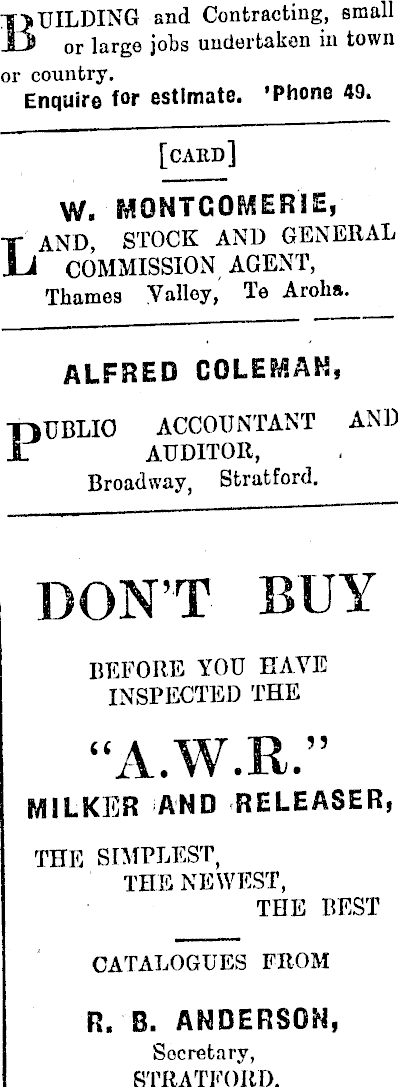 BUILDING and Contracting, small
or large jobs undertaken in town
or country.
Enquire for estimate. 'Phone 49.
[CARD]
W. MONTGOMERIE,
LAND, STOCK AND GENERAL
COMMISSION AGENT,
Thames Valley, Te Aroha.
ALFRED COLEMAN,
PUBLIC ACCOUNTANT AND
AUDITOR,
Broadway, Stratford.
DON'T BUY
BEFORE YOU HAVE
INSPECTED THE
"A.W.R."
MILKER AND RELEASER,
THE SIMPLEST,
THE NEWEST,
THE BEST
CATALOGUES FROM
R. B. ANDERSON,
Secretary,
STRATFORD.